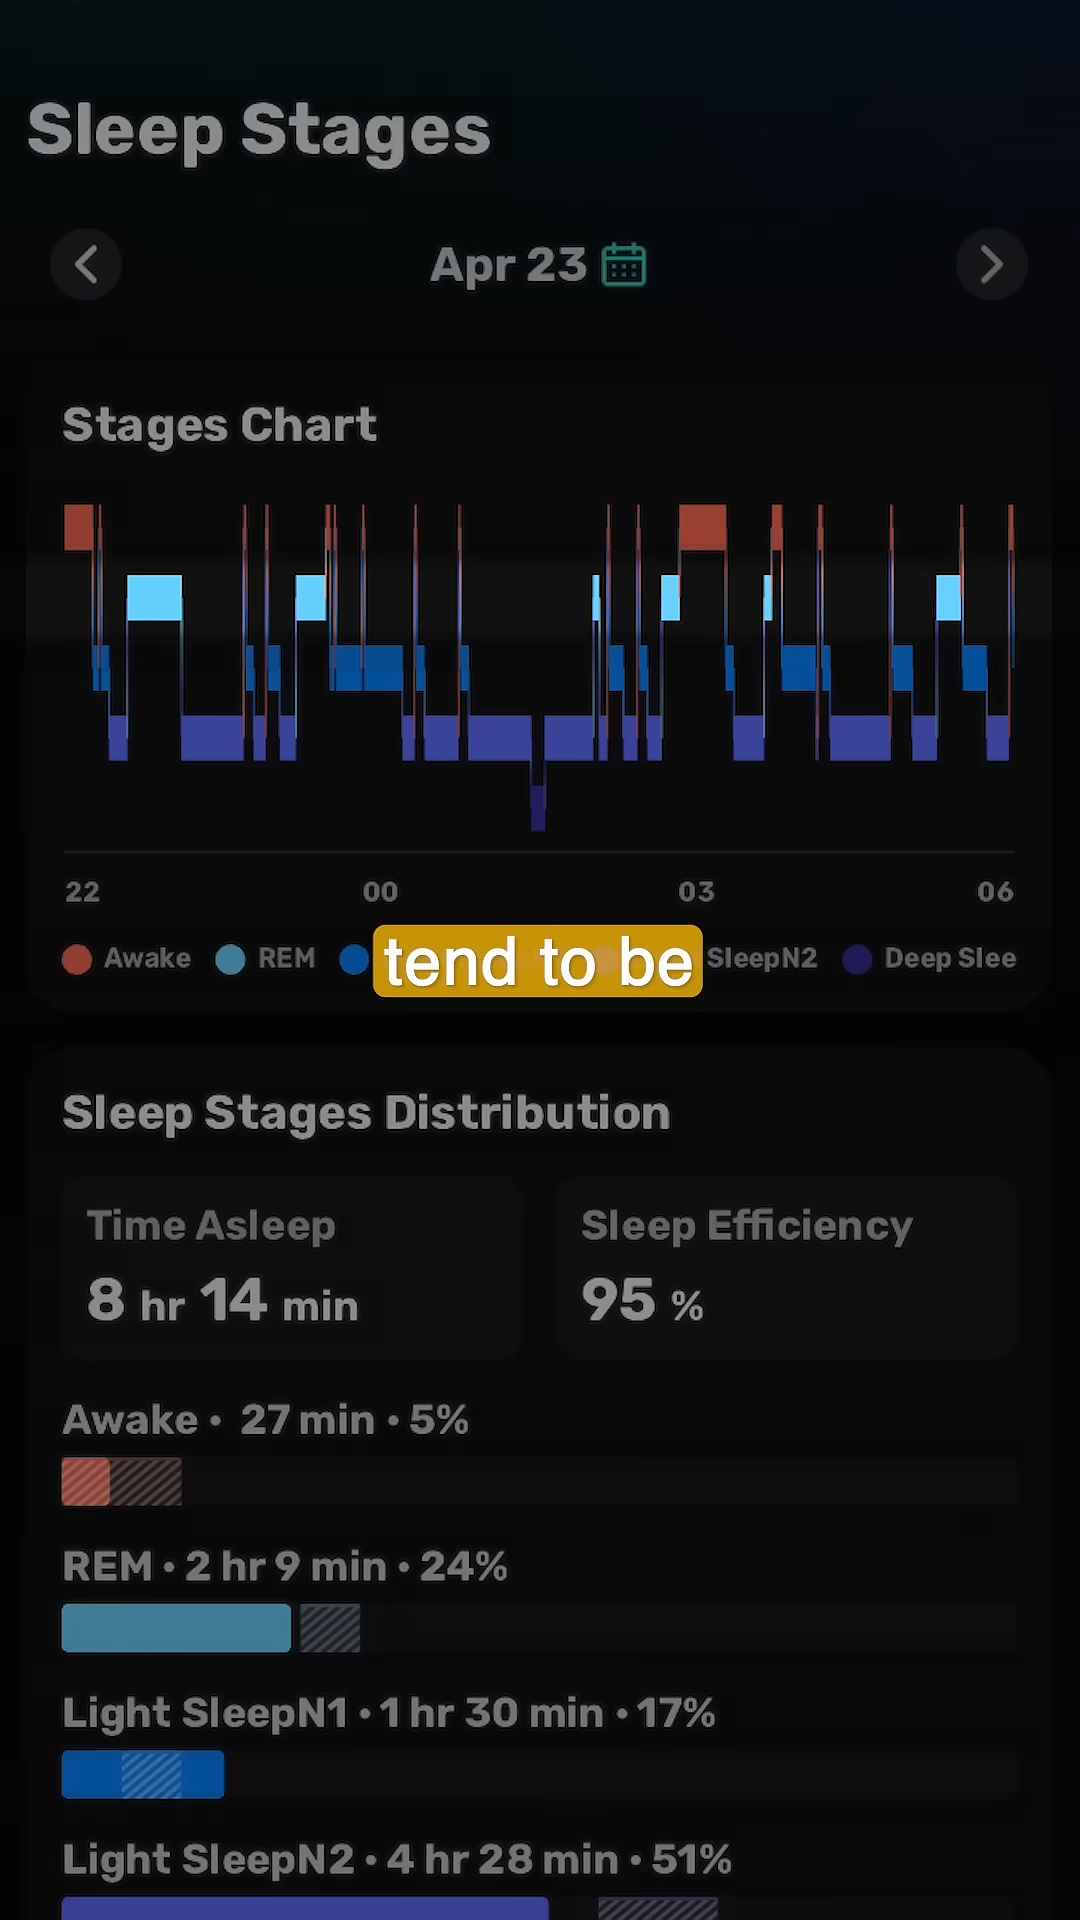 Sleep Stages
Apr 23
Stages Chart
22 00 03 06
Awake REM tend to be SleepN2 Deep Slee
Sleep Stages Distribution
Time Asleep Sleep Efficiency
8 hr 14 min 95 %
Awake • 27 min • 5%
REM • 2 hr 9 min • 24%
Light SleepN1 • 1 hr 30 min • 17%
Light SleepN2 • 4 hr 28 min • 51%